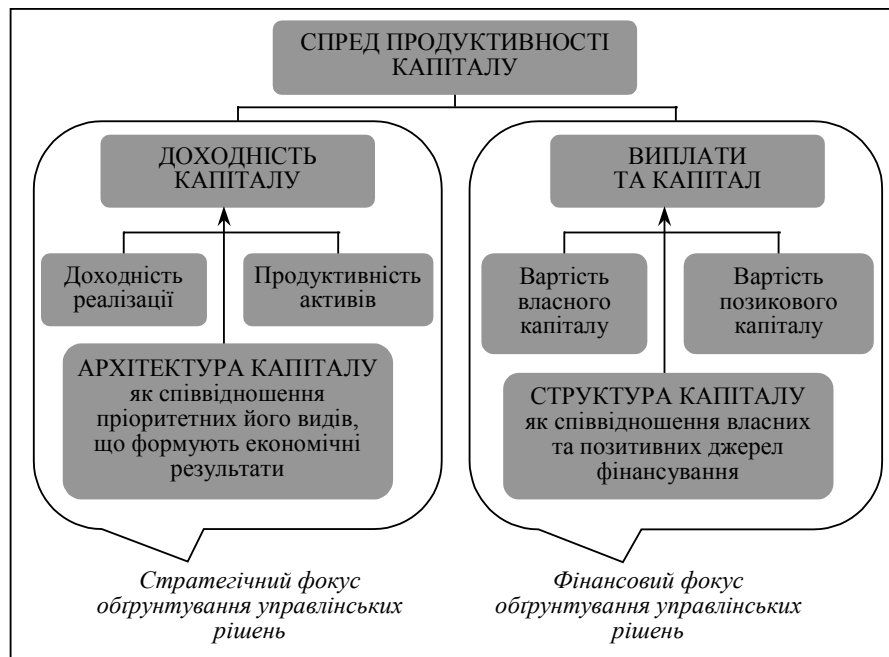 СПРЕД ПРОДУКТИВНОСТІ
КАПІТАЛУ
ДОХОДНІСТЬ
КАПІТАЛУ
Доходність
реалізації
Продуктивність
активів
АРХІТЕКТУРА КАПІТАЛУ
як співвідношення
пріоритетних його видів,
що формують економічні
результати
Стратегічний фокус
обґрунтування управлінських
рішень
ВИПЛАТИ
ТА КАПІТАЛ
Вартість
власного
капіталу
Вартість
позикового
капіталу
СТРУКТУРА КАПІТАЛУ
як співвідношення власних
та позитивних джерел
фінансування
Фінансовий фокус
обґрунтування управлінських
рішень